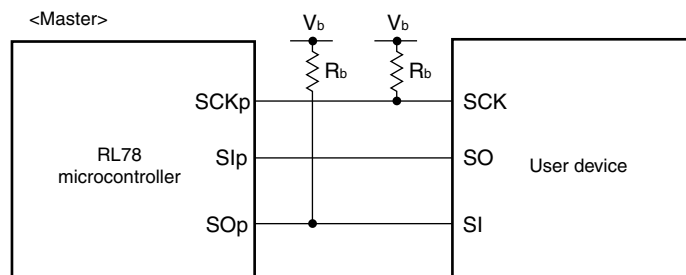 <Master>
Vb Vb
Rb Rb
SCKp SCK
RL78
microcontroller
SIp SO
User device
SOp SI